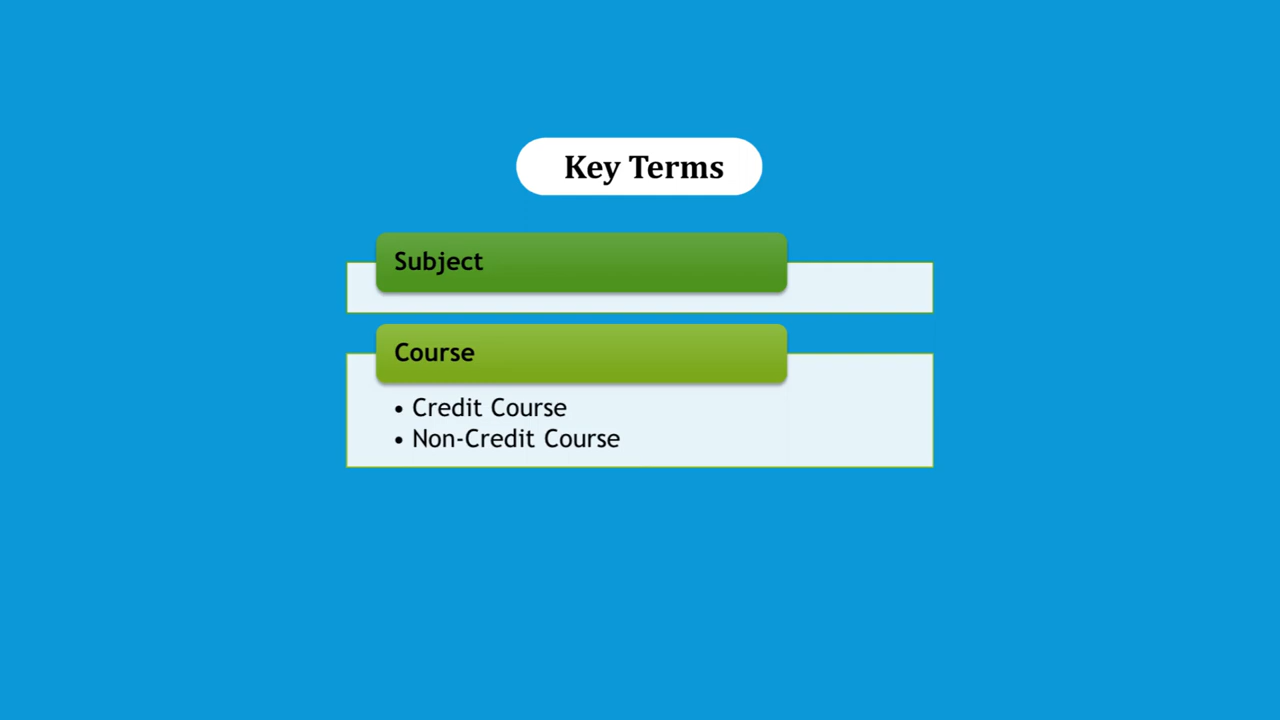 Key Terms
Subject
Course
• Credit Course
• Non-Credit Course